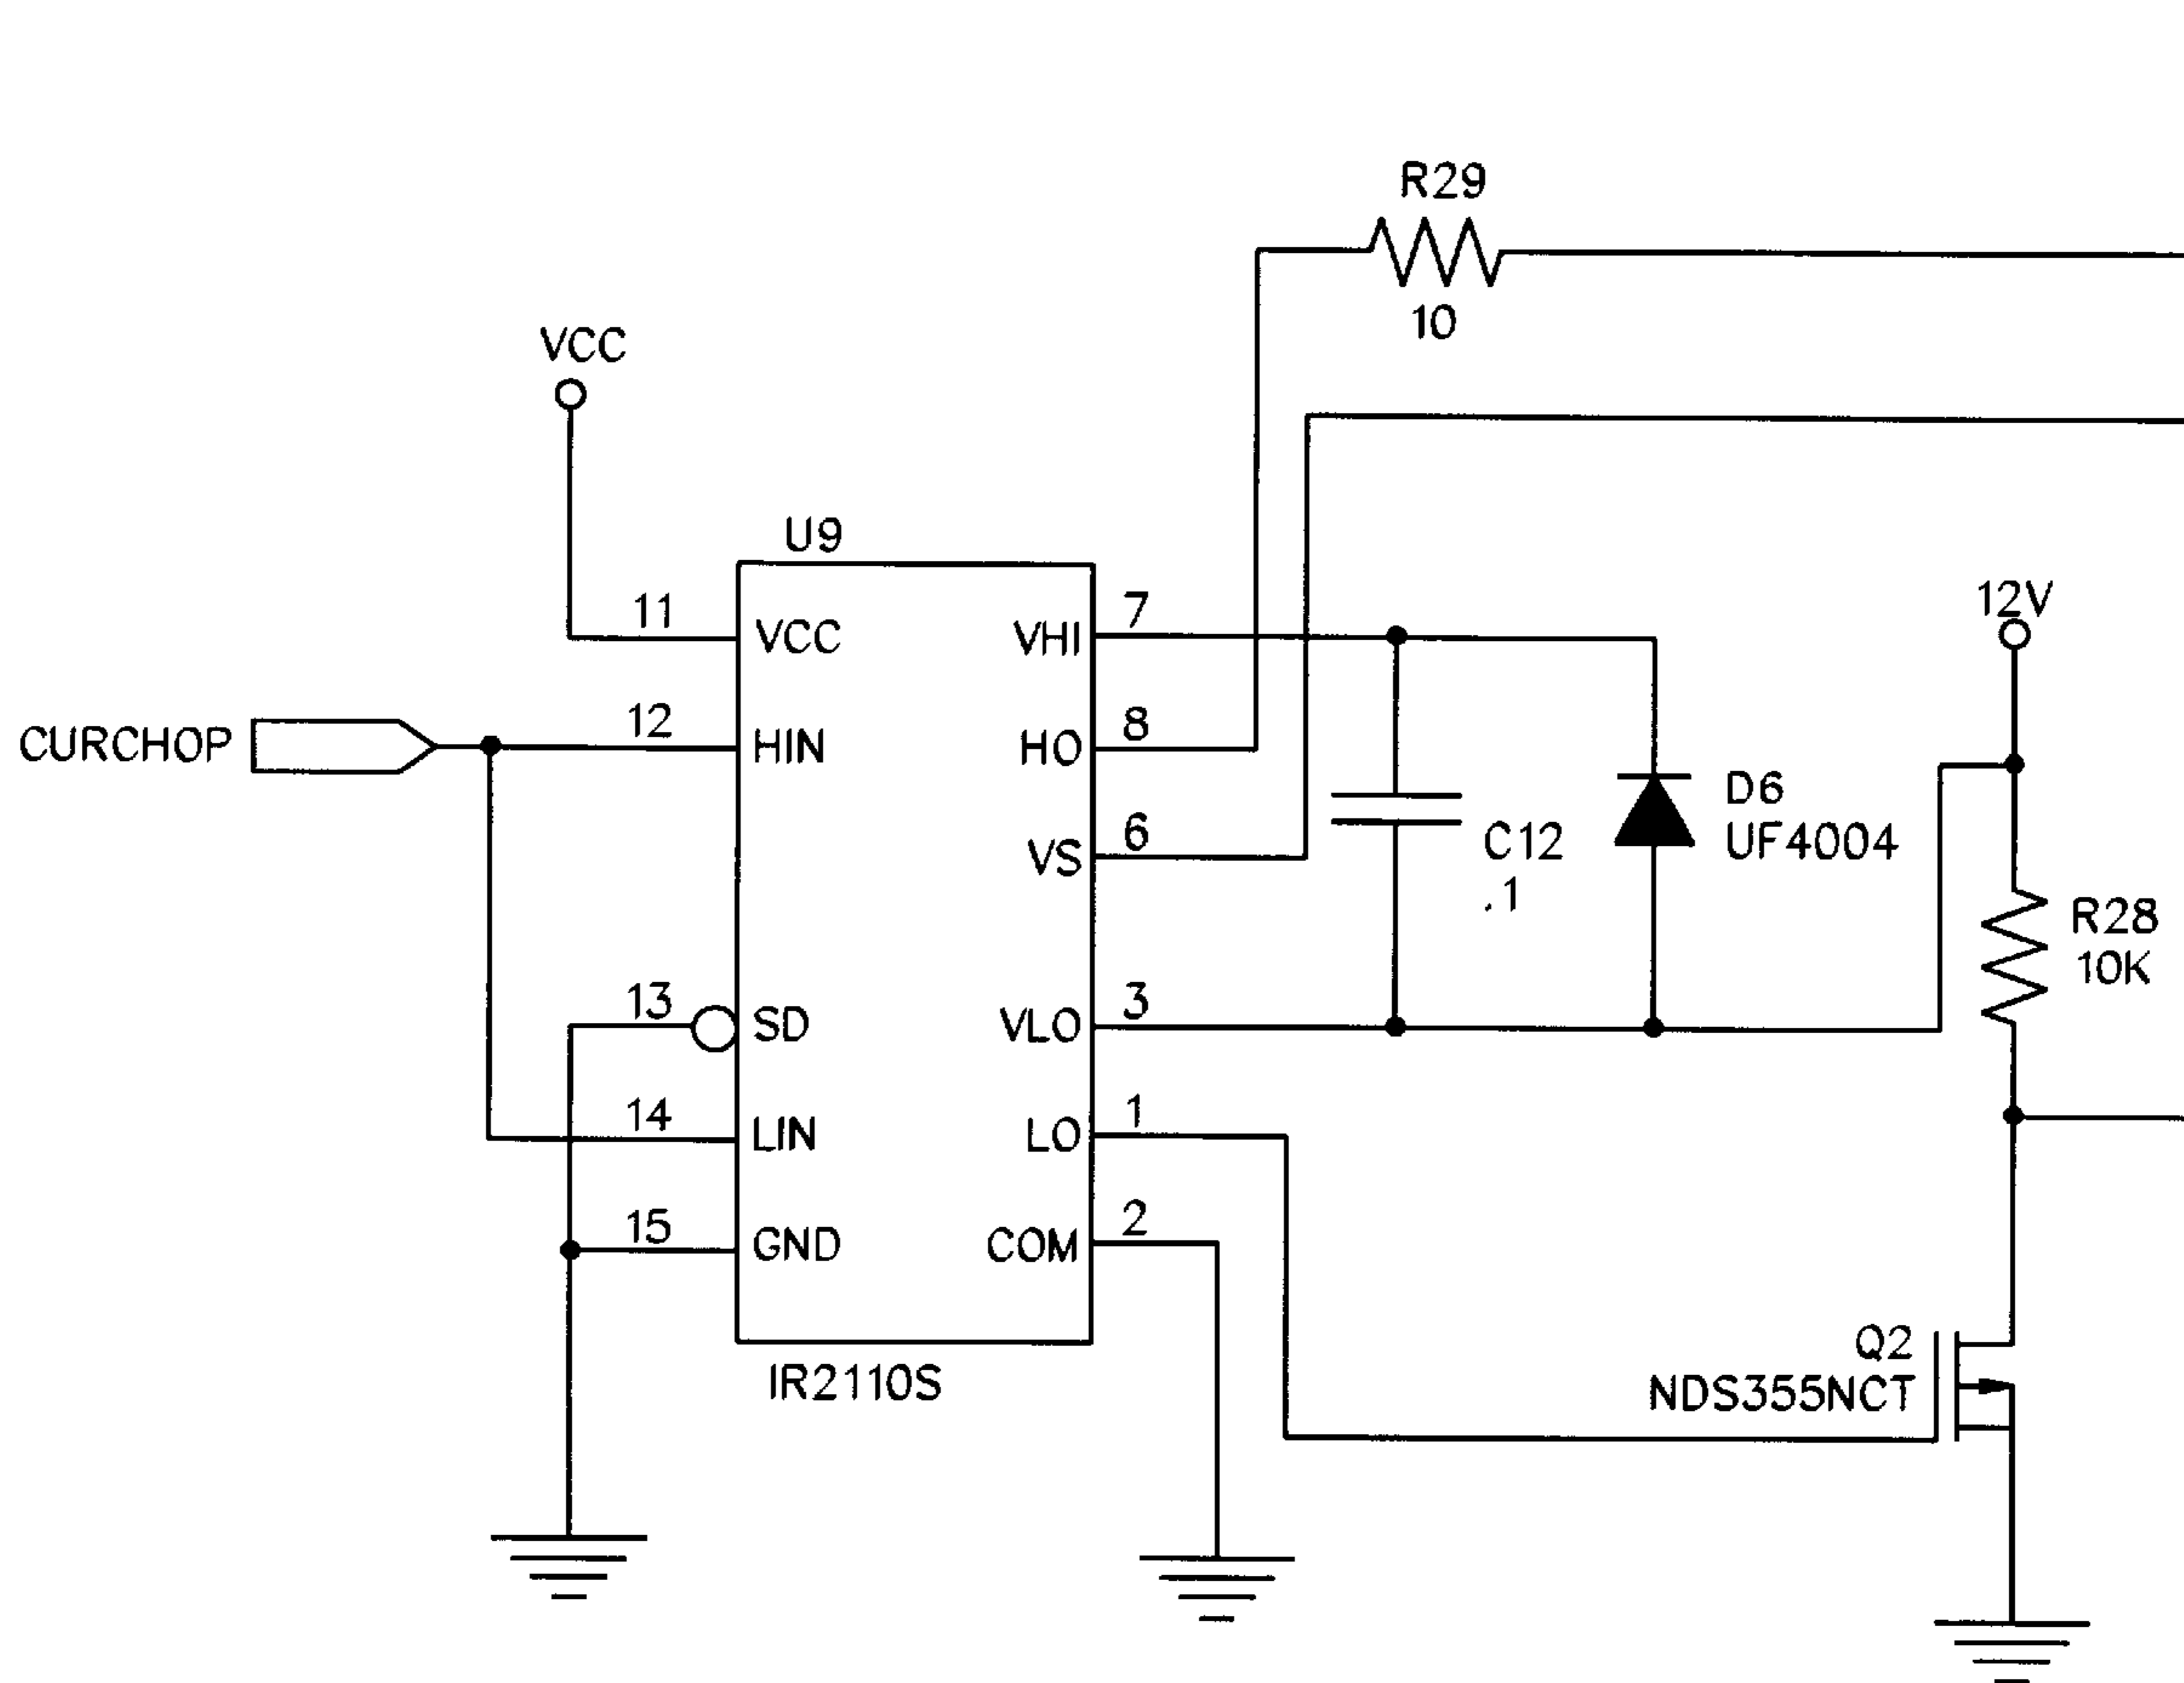 R29
10
VCC
U9
12V
11
VCC
VHI
7
CURCHOP
12
HIN
HO
8
VS
6
C12
.1
D6
UF4004
R28
10K
13
SD
VLO
3
14
LIN
LO
1
15
GND
COM
2
IR2110S
Q2
NDS355NCT